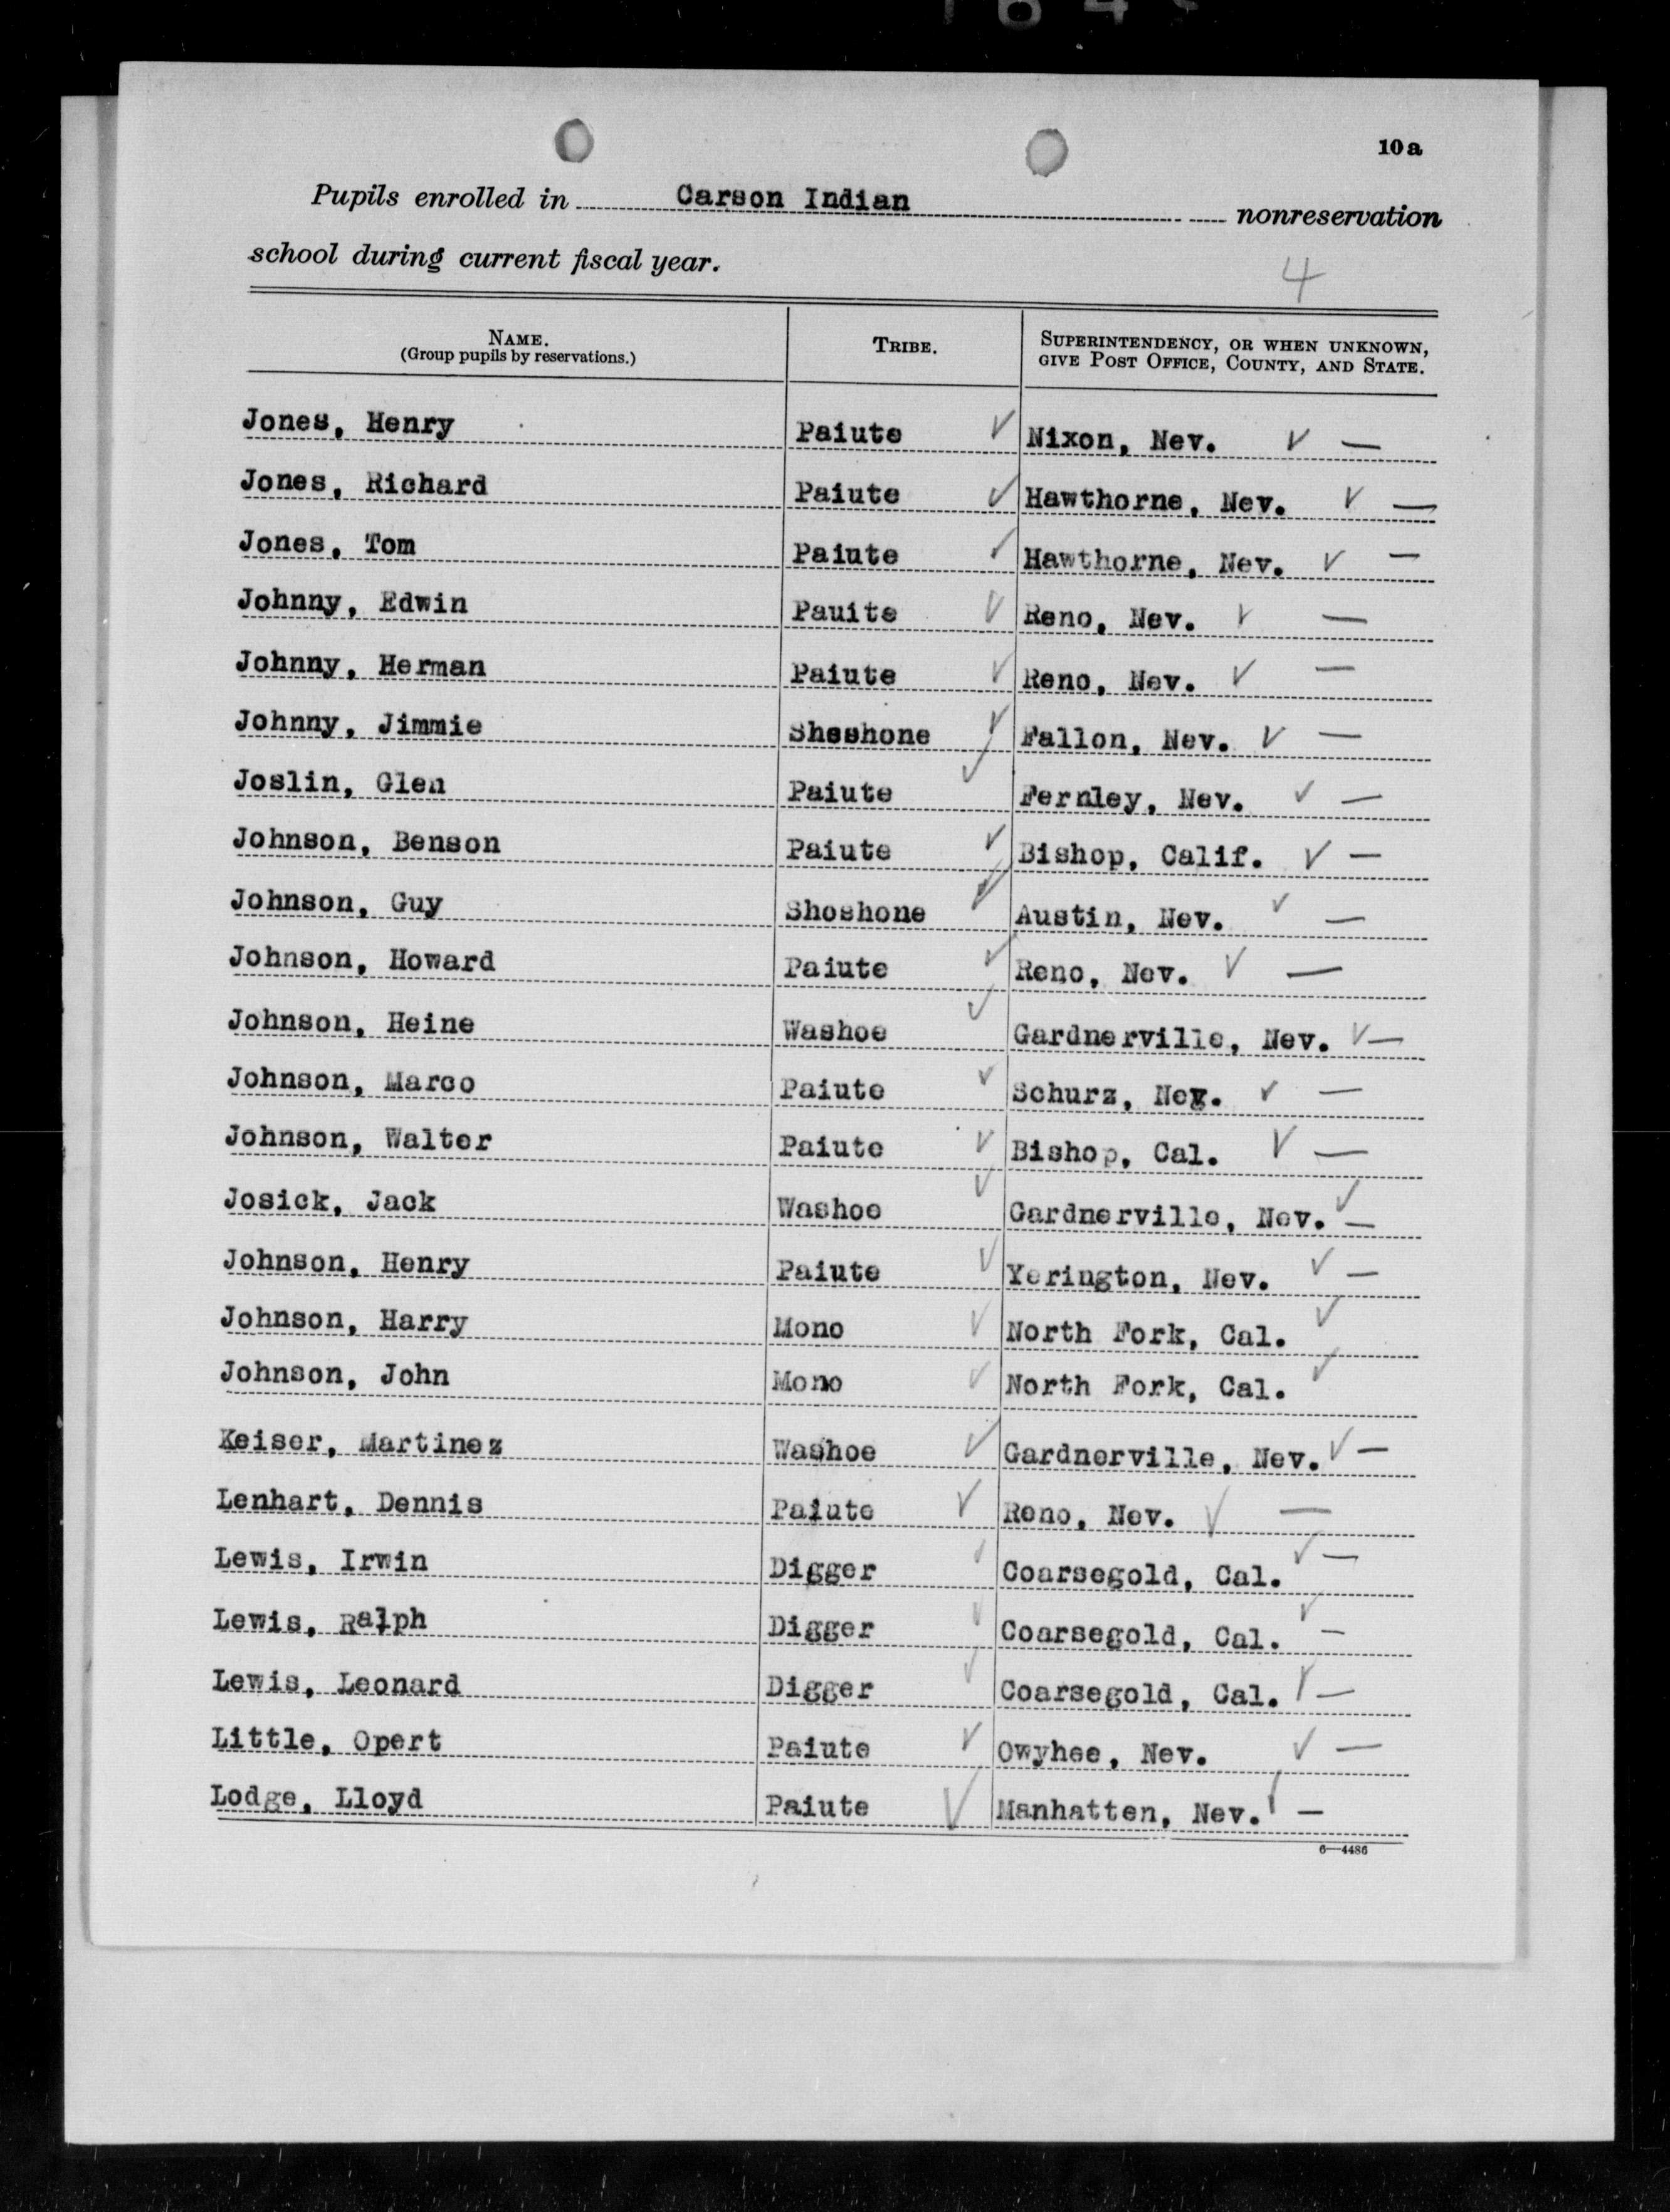 10a
Pupils enrolled in Carson Indian nonreservation
school during current fiscal year.
4
NAME.
(Group pupils by reservations.)
TRIBE.
SUPERINTENDENCY, OR WHEN UNKNOWN,
GIVE POST OFFICE, COUNTY, AND STATE.
Jones, Henry Paiute ✓ Nixon, Nev. ✓ —
Jones, Richard Paiute ✓ Hawthorne, Nev. ✓ —
Jones, Tom Paiute ✓ Hawthorne, Nev. ✓ —
Johnny, Edwin Pauite ✓ Reno, Nev. ✓ —
Johnny, Herman Paiute ✓ Reno, Nev. ✓ —
Johnny, Jimmie Shoshone ✓ Fallon, Nev. ✓ —
Joslin, Glen Paiute ✓ Fernley, Nev. ✓ —
Johnson, Benson Paiute ✓ Bishop, Calif. ✓ —
Johnson, Guy Shoshone ✓ Austin, Nev. ✓ —
Johnson, Howard Paiute ✓ Reno, Nev. ✓ —
Johnson, Heine Washoe ✓ Gardnerville, Nev. ✓ —
Johnson, Marco Paiute ✓ Schurz, Nev. ✓ —
Johnson, Walter Paiute ✓ Bishop, Cal. ✓ —
Josick, Jack Washoe ✓ Gardnerville, Nev. ✓ —
Johnson, Henry Paiute ✓ Yerington, Nev. ✓ —
Johnson, Harry Mono ✓ North Fork, Cal. ✓
Johnson, John Mono ✓ North Fork, Cal. ✓
Keiser, Martinez Washoe ✓ Gardnerville, Nev. ✓ —
Lenhart, Dennis Paiute ✓ Reno, Nev. ✓ —
Lewis, Irwin Digger ✓ Coarsegold, Cal. ✓ —
Lewis, Ralph Digger ✓ Coarsegold, Cal. ✓ —
Lewis, Leonard Digger ✓ Coarsegold, Cal. ✓ —
Little, Opert Paiute ✓ Owyhee, Nev. ✓ —
Lodge, Lloyd Paiute ✓ Manhatten, Nev. ✓ —
6—4486